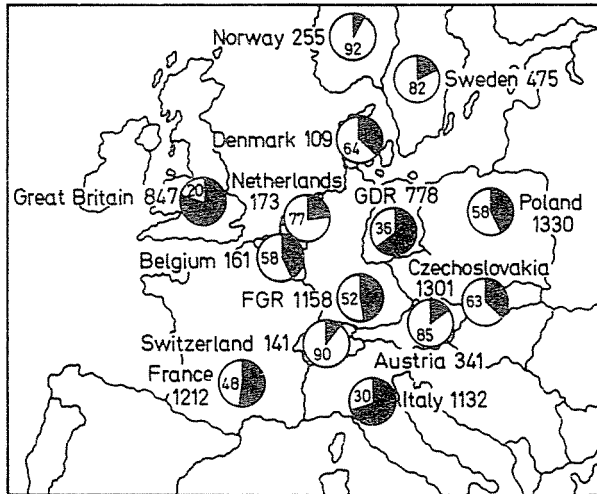 Norway 255
92
82
Sweden 475
Denmark 109
64
Netherlands
173
77
GDR 778
36
58
Poland
1330
Great Britain 847
20
Belgium 161
58
Czechoslovakia
1301
63
FGR 1158
52
85
Austria 341
Switzerland 141
90
France
1212
48
30
Italy 1132